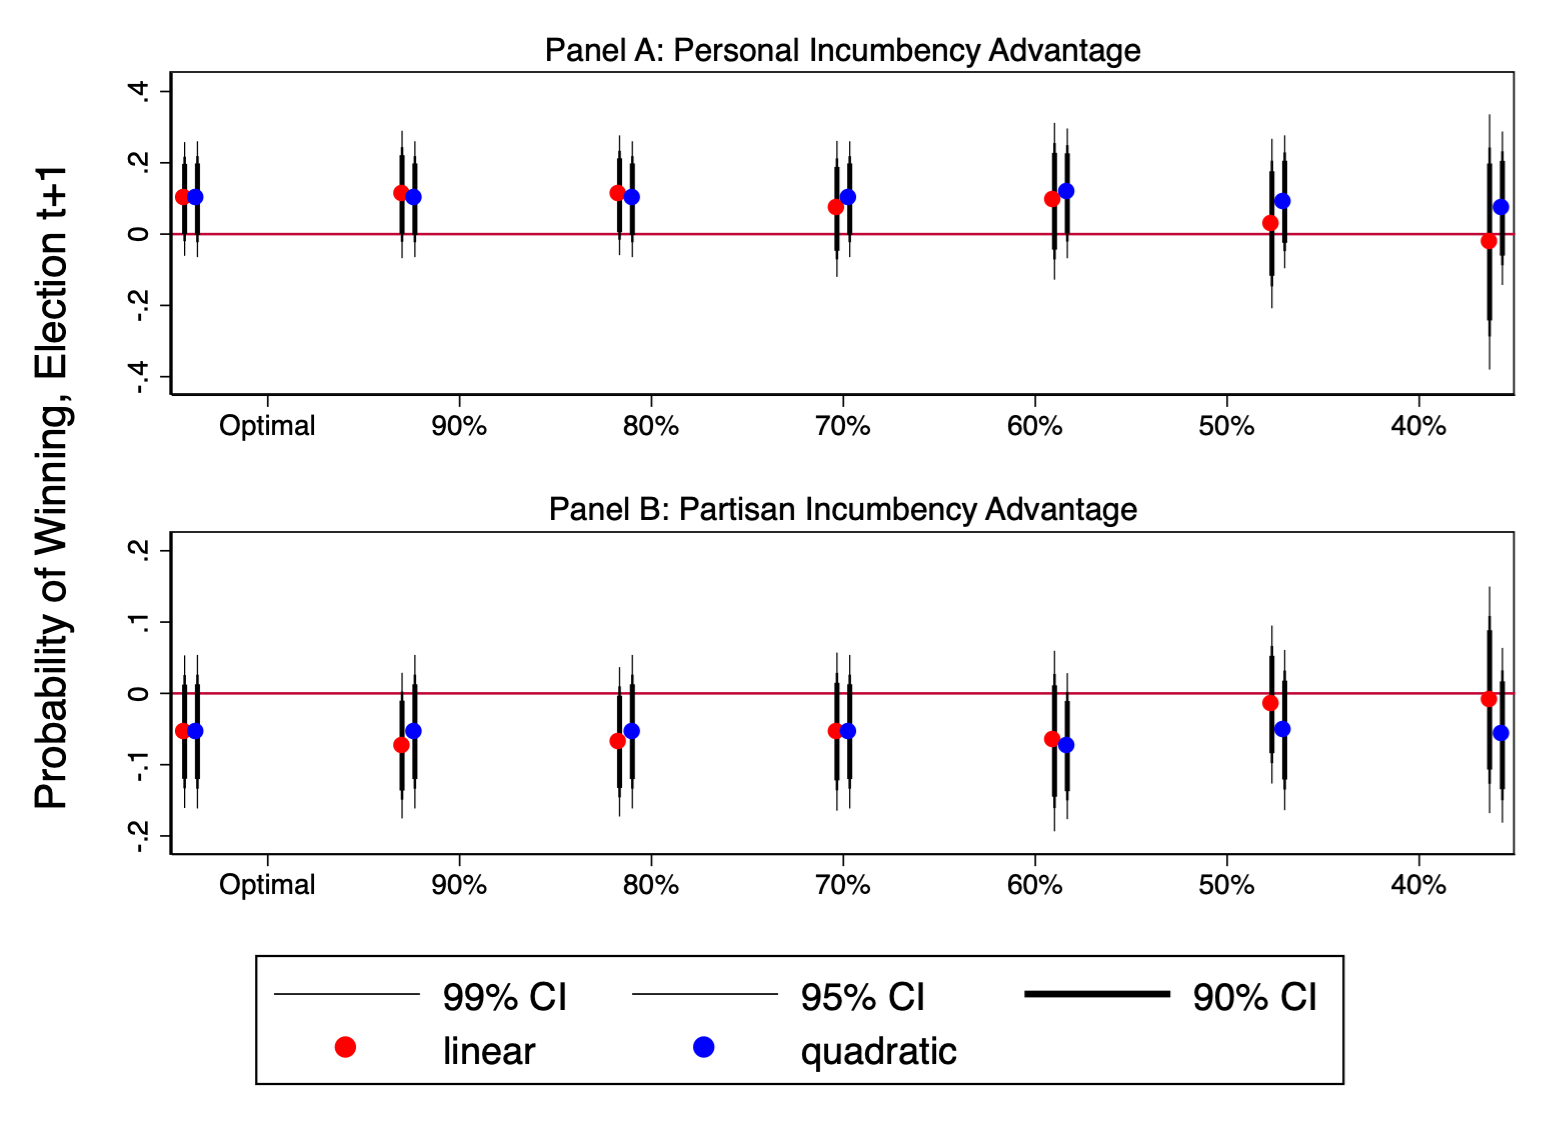 Panel A: Personal Incumbency Advantage
Probability of Winning, Election t+1
.4
.2
0
-.2
-.4
Optimal 90% 80% 70% 60% 50% 40%
Panel B: Partisan Incumbency Advantage
.2
.1
0
-.1
-.2
Optimal 90% 80% 70% 60% 50% 40%
99% CI 95% CI 90% CI
linear quadratic